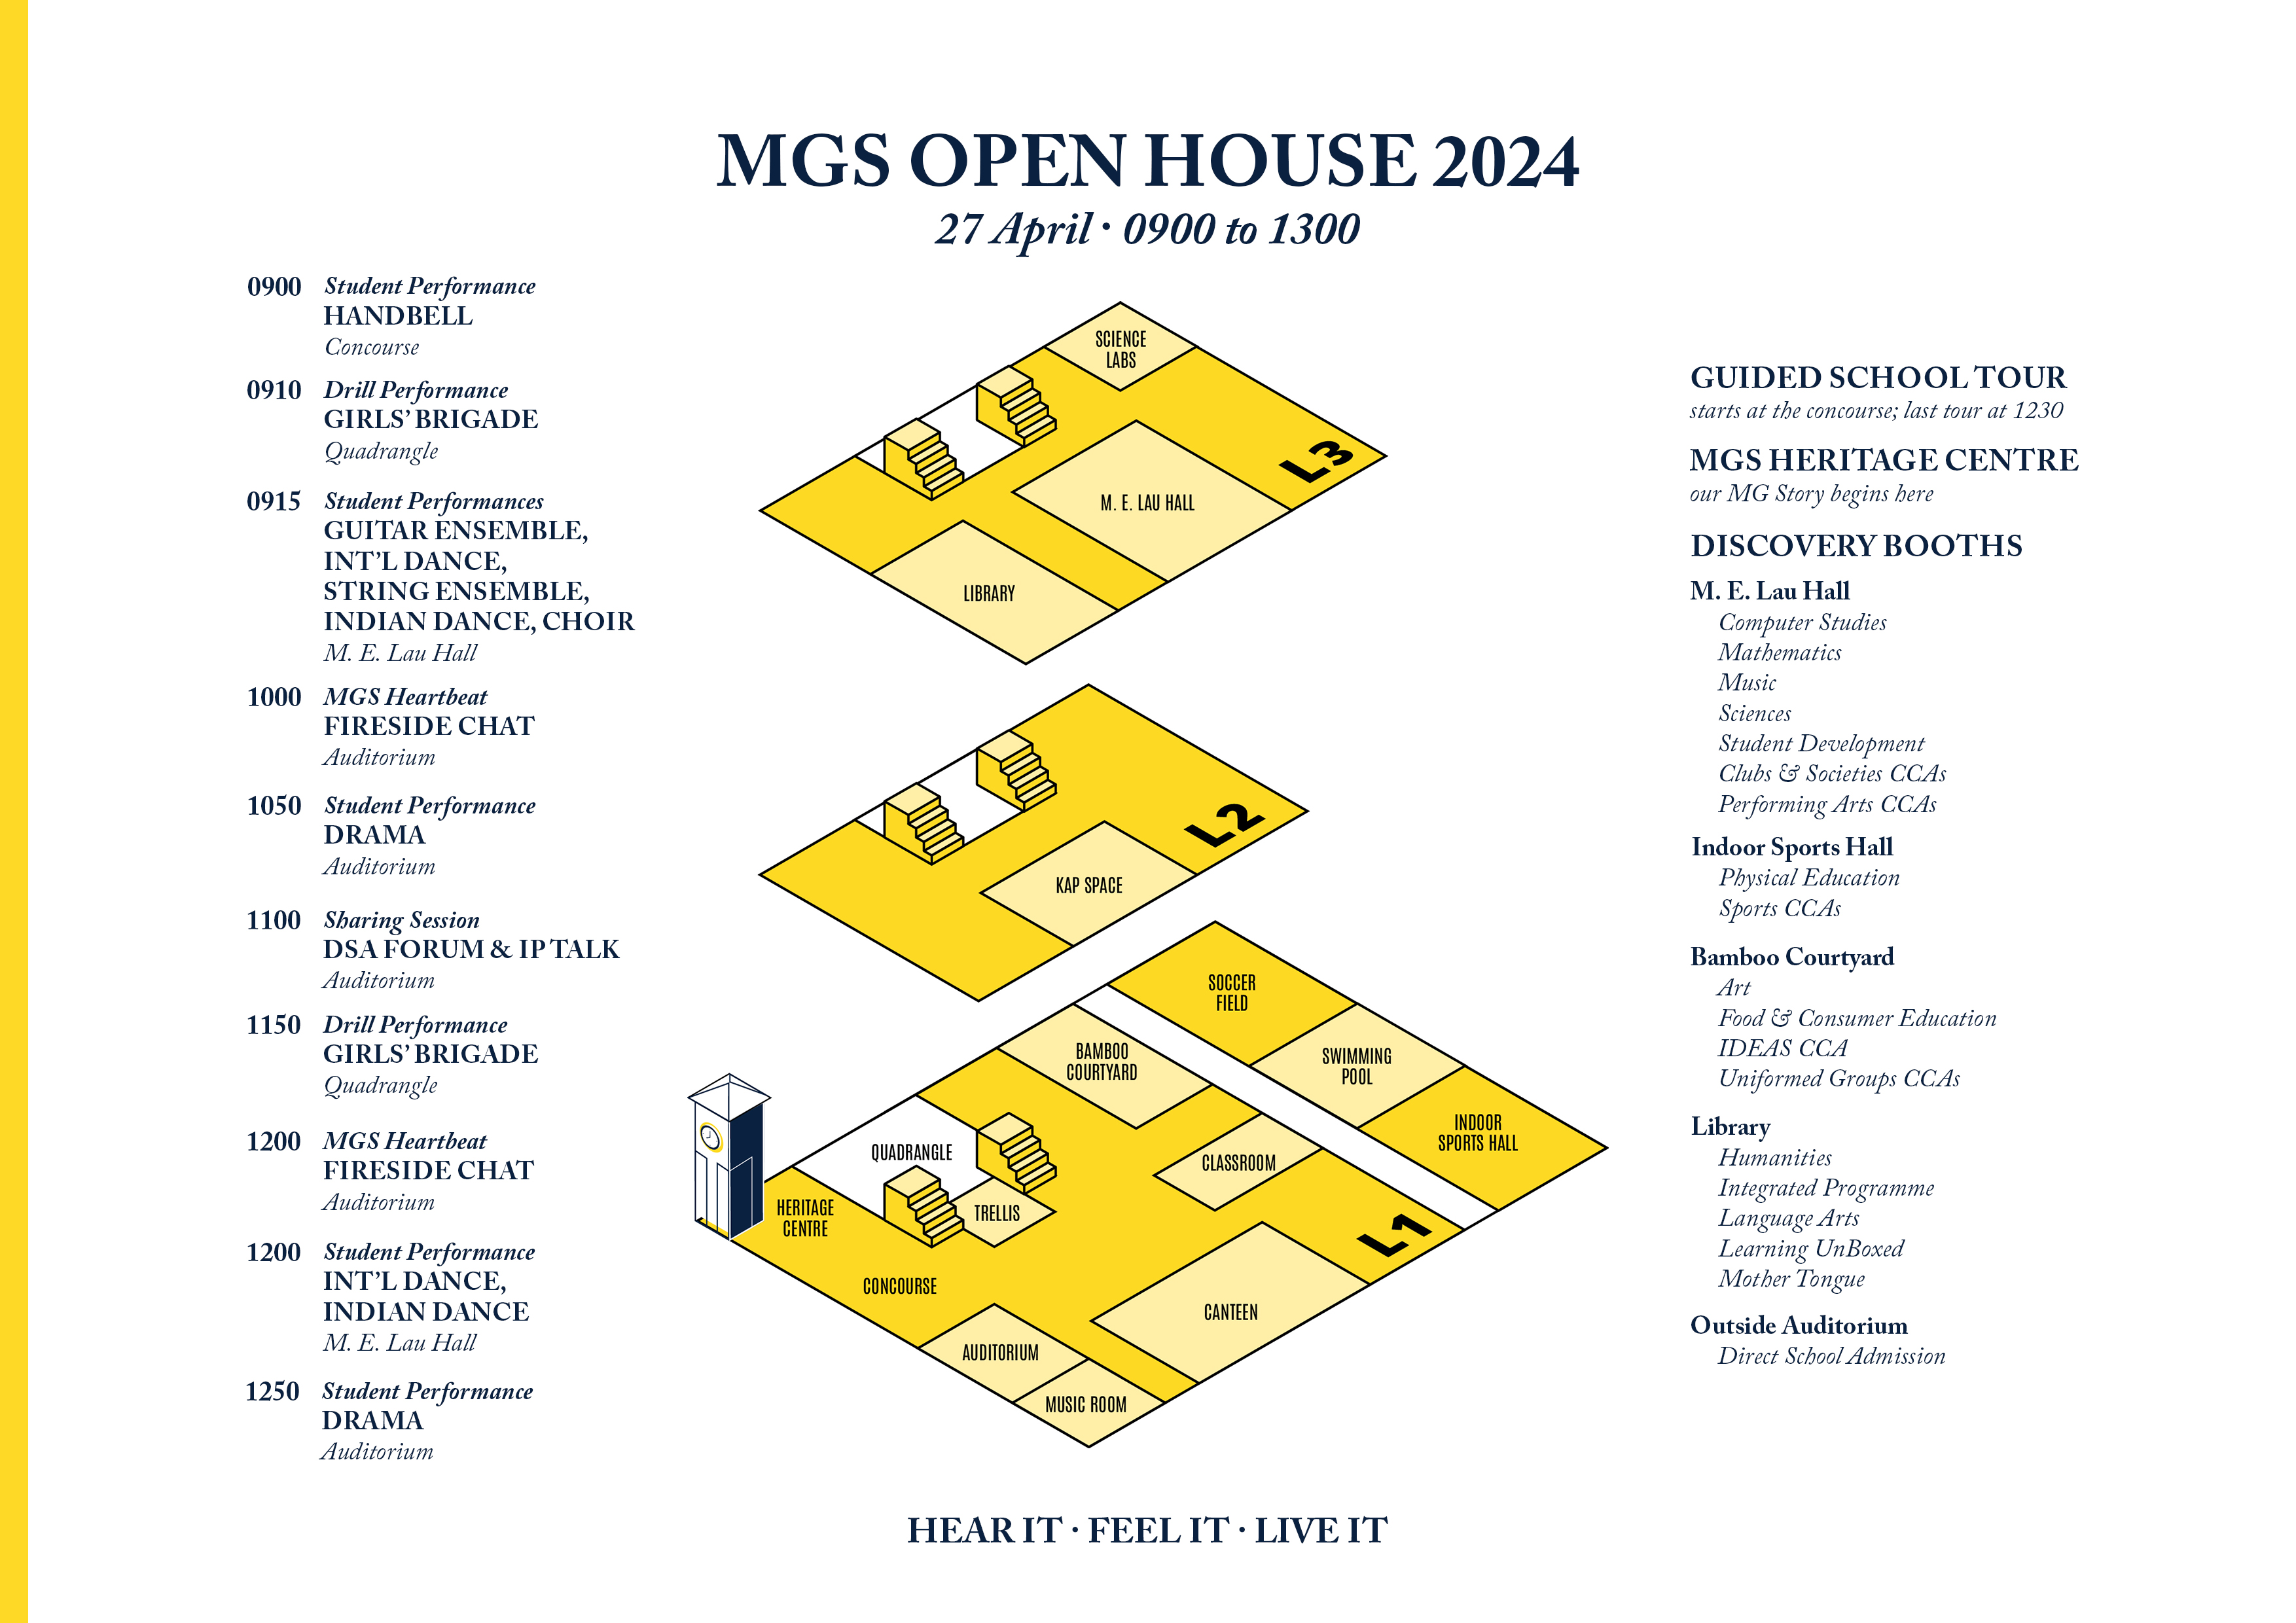 MGS OPEN HOUSE 2024
27 April · 0900 to 1300
0900 Student Performance
HANDBELL
Concourse
0910 Drill Performance
GIRLS’ BRIGADE
Quadrangle
0915 Student Performances
GUITAR ENSEMBLE,
INT’L DANCE,
STRING ENSEMBLE,
INDIAN DANCE, CHOIR
M. E. Lau Hall
1000 MGS Heartbeat
FIRESIDE CHAT
Auditorium
1050 Student Performance
DRAMA
Auditorium
1100 Sharing Session
DSA FORUM & IP TALK
Auditorium
1150 Drill Performance
GIRLS’ BRIGADE
Quadrangle
1200 MGS Heartbeat
FIRESIDE CHAT
Auditorium
1200 Student Performance
INT’L DANCE,
INDIAN DANCE
M. E. Lau Hall
1250 Student Performance
DRAMA
Auditorium
SCIENCE
LABS
L3
M. E. LAU HALL
LIBRARY
L2
KAP SPACE
SOCCER
FIELD
SWIMMING
POOL
INDOOR
SPORTS HALL
BAMBOO
COURTYARD
QUADRANGLE
CLASSROOM
HERITAGE
CENTRE
TRELLIS
L1
CONCOURSE
CANTEEN
AUDITORIUM
MUSIC ROOM
GUIDED SCHOOL TOUR
starts at the concourse; last tour at 1230
MGS HERITAGE CENTRE
our MG Story begins here
DISCOVERY BOOTHS
M. E. Lau Hall
Computer Studies
Mathematics
Music
Sciences
Student Development
Clubs & Societies CCAs
Performing Arts CCAs
Indoor Sports Hall
Physical Education
Sports CCAs
Bamboo Courtyard
Art
Food & Consumer Education
IDEAS CCA
Uniformed Groups CCAs
Library
Humanities
Integrated Programme
Language Arts
Learning UnBoxed
Mother Tongue
Outside Auditorium
Direct School Admission
HEAR IT · FEEL IT · LIVE IT